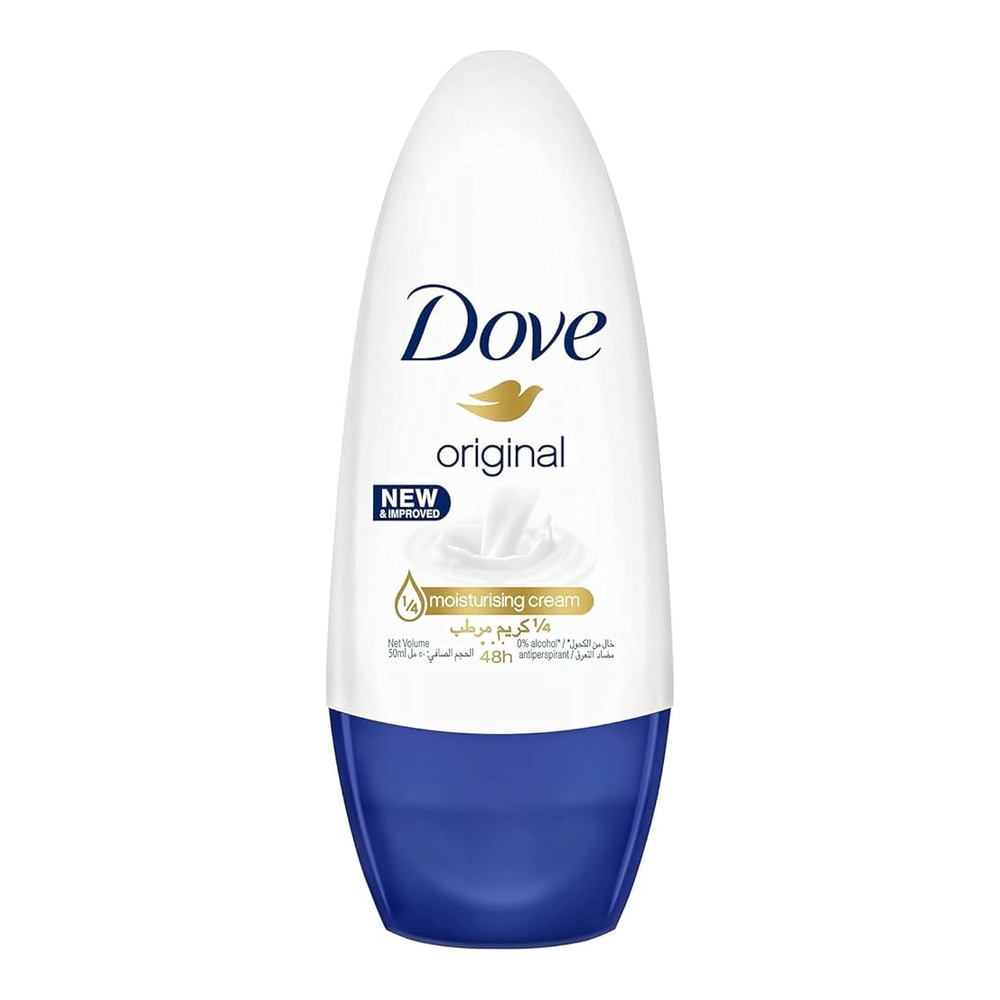 Dove
original
NEW
& IMPROVED
1/4 moisturising cream
1/4 كريم مرطب
Net Volume
50ml الحجم الصافي: ٥٠ مل
48h
0% alcohol* / *خال من الكحول
antiperspirant / مضاد التعرق